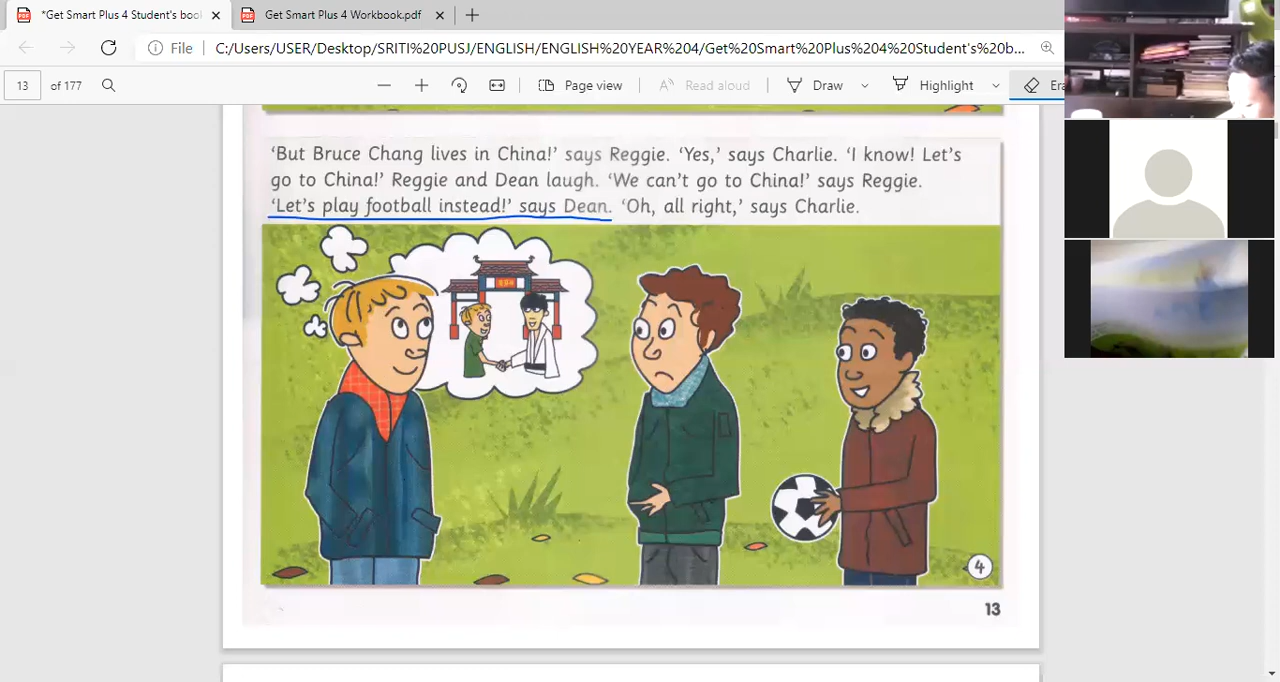 *Get Smart Plus 4 Student's book
Get Smart Plus 4 Workbook.pdf
File
C:/Users/USER/Desktop/SRITI%20PUSJ/ENGLISH/ENGLISH%20YEAR%204/Get%20Smart%20Plus%204%20Student's%20b...
13
of 177
Page view
Read aloud
Draw
Highlight
Era
'But Bruce Chang lives in China!' says Reggie. 'Yes,' says Charlie. 'I know! Let's
go to China!' Reggie and Dean laugh. 'We can't go to China!' says Reggie.
'Let's play football instead!' says Dean. 'Oh, all right,' says Charlie.
4
13